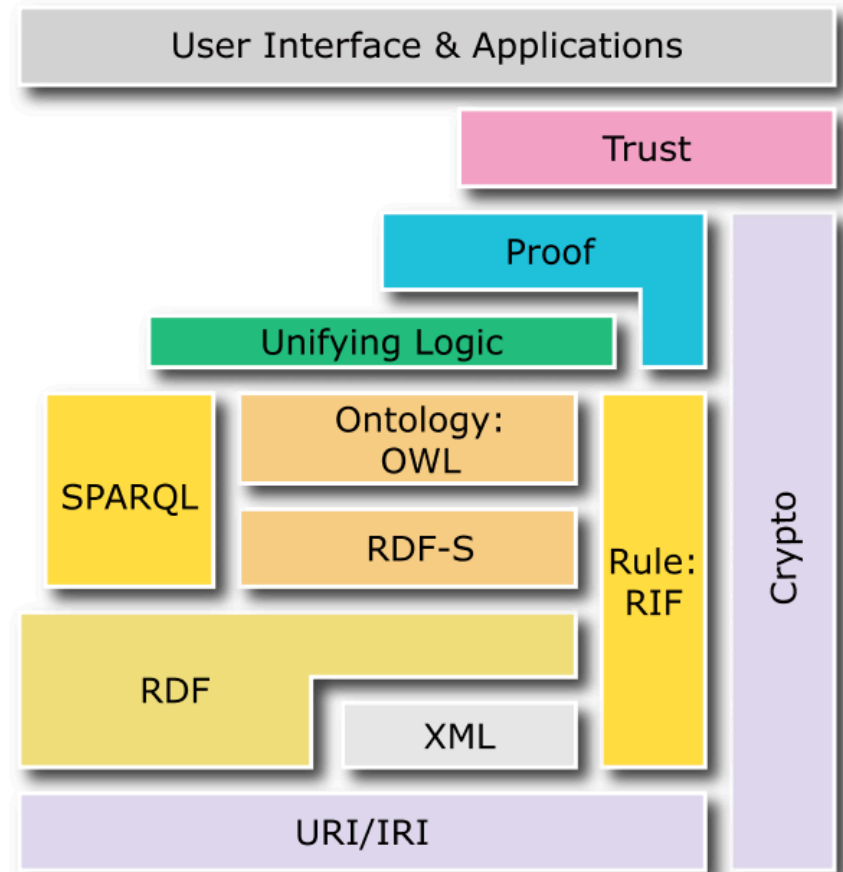 User Interface & Applications
Trust
Proof
Unifying Logic
Ontology:
OWL
SPARQL
RDF-S
Rule:
RIF
Crypto
RDF
XML
URI/IRI